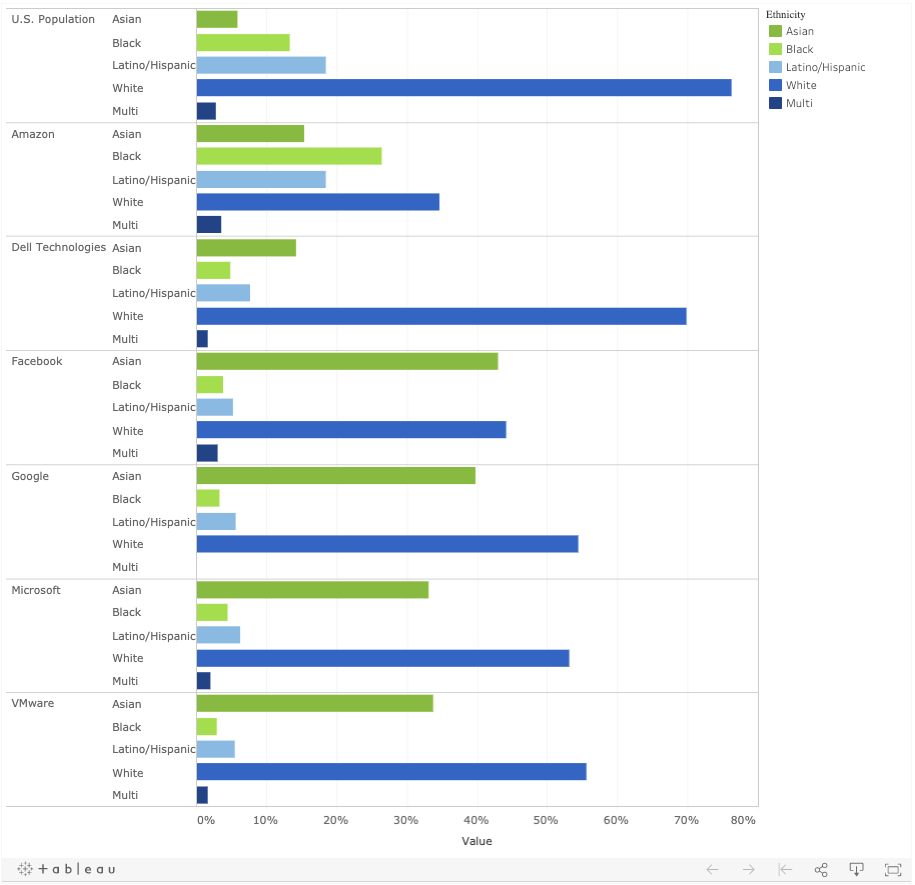 Ethnicity
U.S. Population Asian
Asian
Black
Black
Latino/Hispanic
Latino/Hispanic
White
White
Multi
Multi
Amazon Asian
Black
Latino/Hispanic
White
Multi
Dell Technologies Asian
Black
Latino/Hispanic
White
Multi
Facebook Asian
Black
Latino/Hispanic
White
Multi
Google Asian
Black
Latino/Hispanic
White
Multi
Microsoft Asian
Black
Latino/Hispanic
White
Multi
VMware Asian
Black
Latino/Hispanic
White
Multi
0% 10% 20% 30% 40% 50% 60% 70% 80%
Value
+ableau